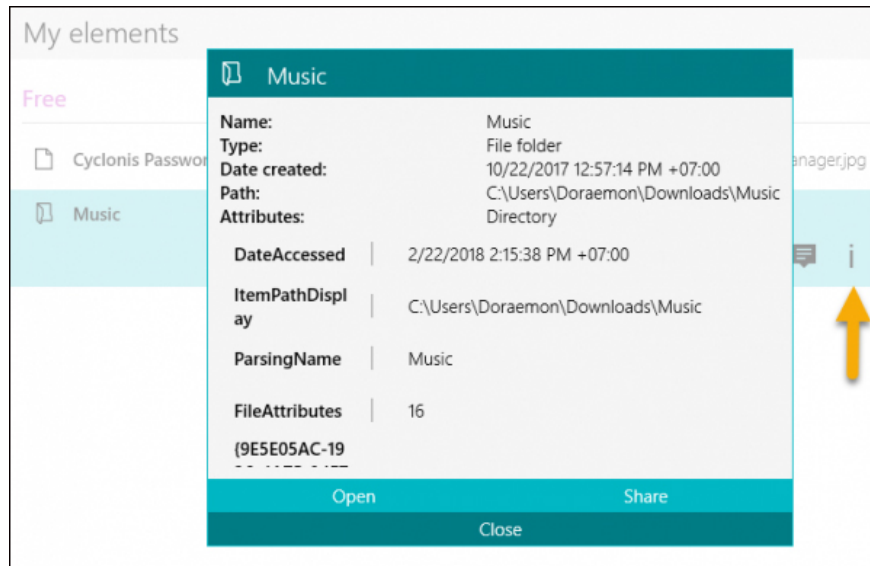 My elements
Music
Free
Name: Music
Type: File folder
Date created: 10/22/2017 12:57:14 PM +07:00
Path: C:\Users\Doraemon\Downloads\Music
Attributes: Directory
Cyclonis Passwor
anager.jpg
Music
DateAccessed 2/22/2018 2:15:38 PM +07:00
ItemPathDispl
ay
C:\Users\Doraemon\Downloads\Music
ParsingName Music
FileAttributes 16
{9E5E05AC-19
Open Share
Close